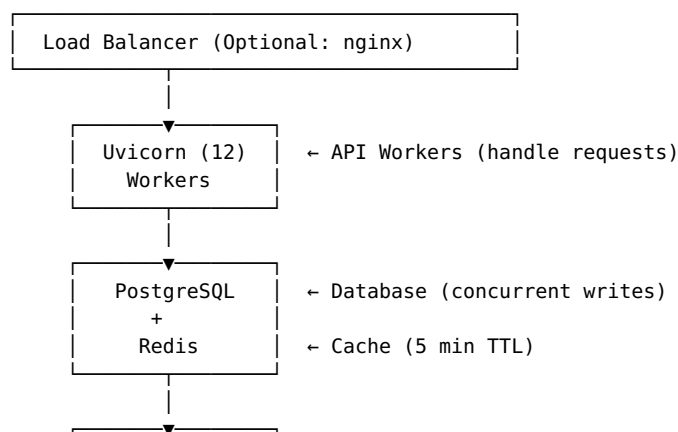 Load Balancer (Optional: nginx)
Uvicorn (12) ← API Workers (handle requests)
Workers
PostgreSQL ← Database (concurrent writes)
+
Redis ← Cache (5 min TTL)